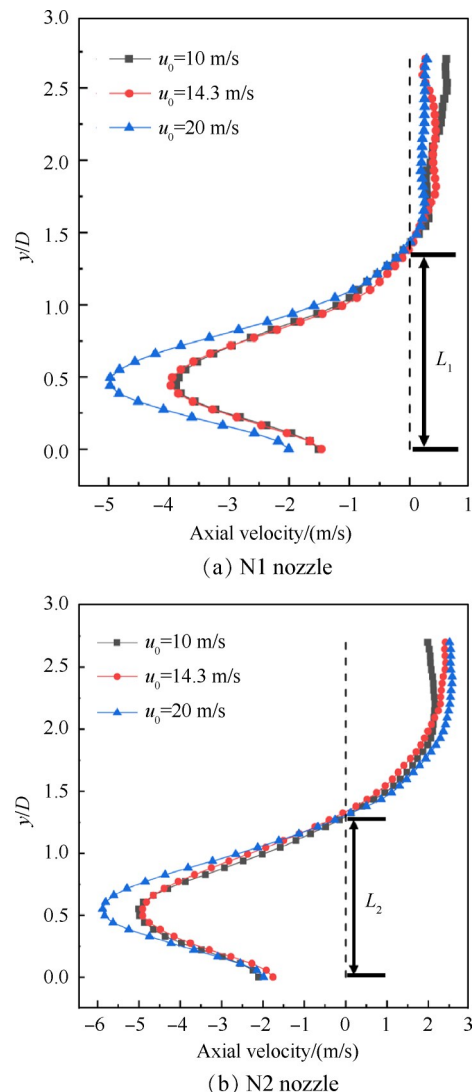 3.0
2.5
2.0
1.5
1.0
0.5
0.0
y/D
u₀=10 m/s
u₀=14.3 m/s
u₀=20 m/s
L₁
−5 −4 −3 −2 −1 0 1
Axial velocity/(m/s)
(a) N1 nozzle
3.0
2.5
2.0
1.5
1.0
0.5
0.0
y/D
u₀=10 m/s
u₀=14.3 m/s
u₀=20 m/s
L₂
−6 −5 −4 −3 −2 −1 0 1 2 3
Axial velocity/(m/s)
(b) N2 nozzle